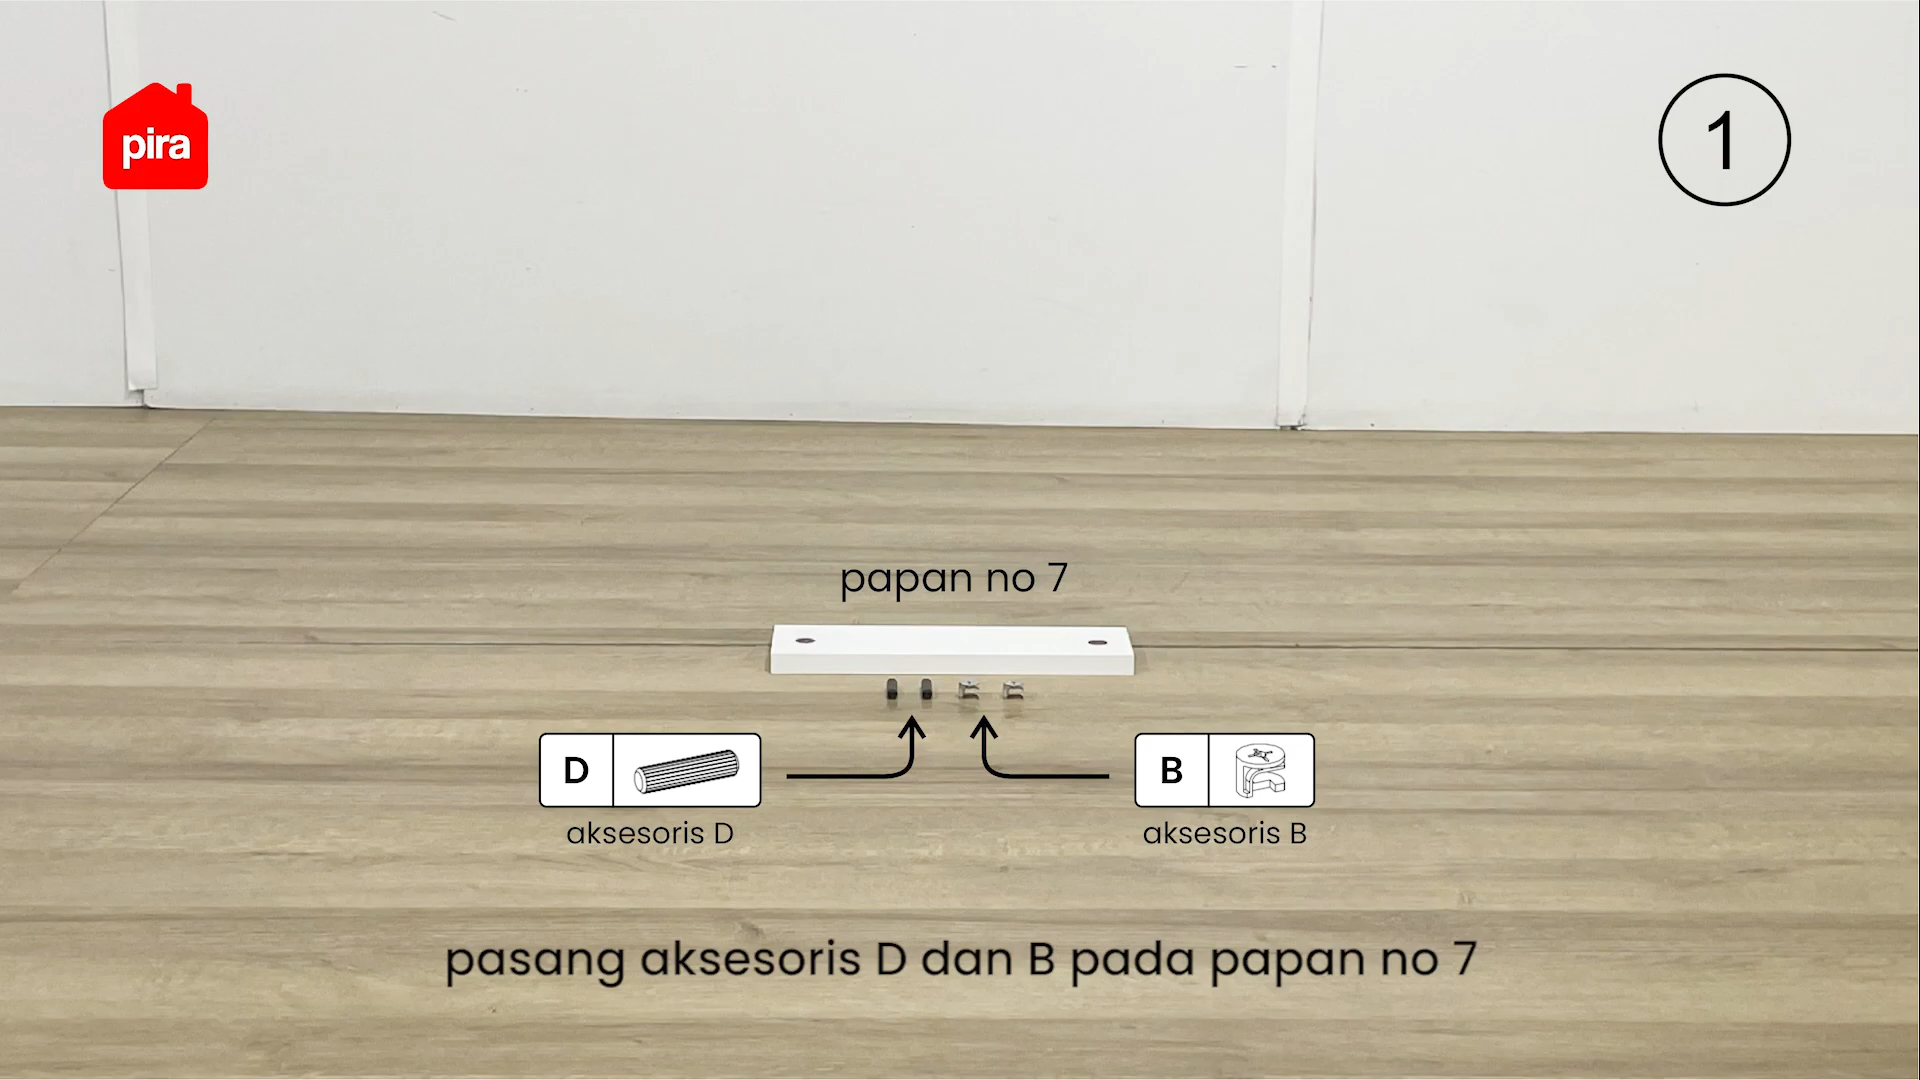 pira
1
papan no 7
D
B
aksesoris D
aksesoris B
pasang aksesoris D dan B pada papan no 7